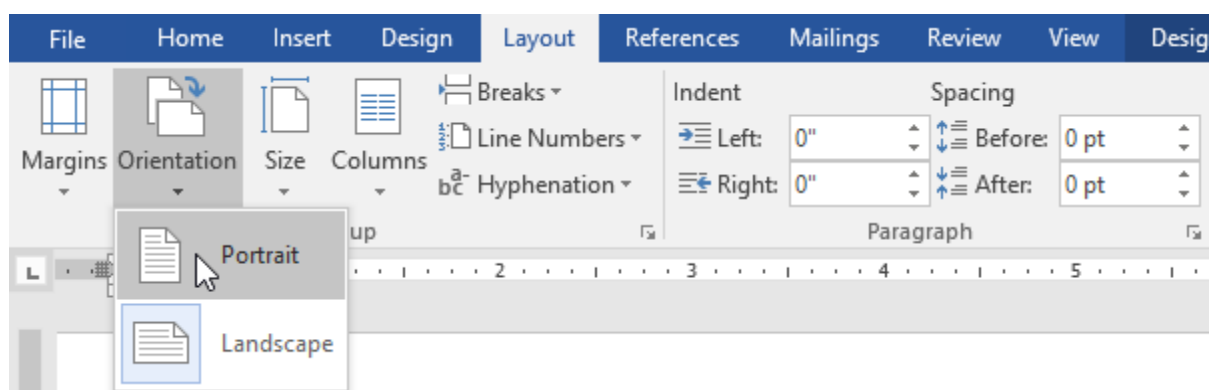 File Home Insert Design Layout References Mailings Review View Desig
Breaks Indent Spacing
Line Numbers Left: 0" Before: 0 pt
Margins Orientation Size Columns
Hyphenation Right: 0" After: 0 pt
up Paragraph
Portrait
2 3 4 5
Landscape